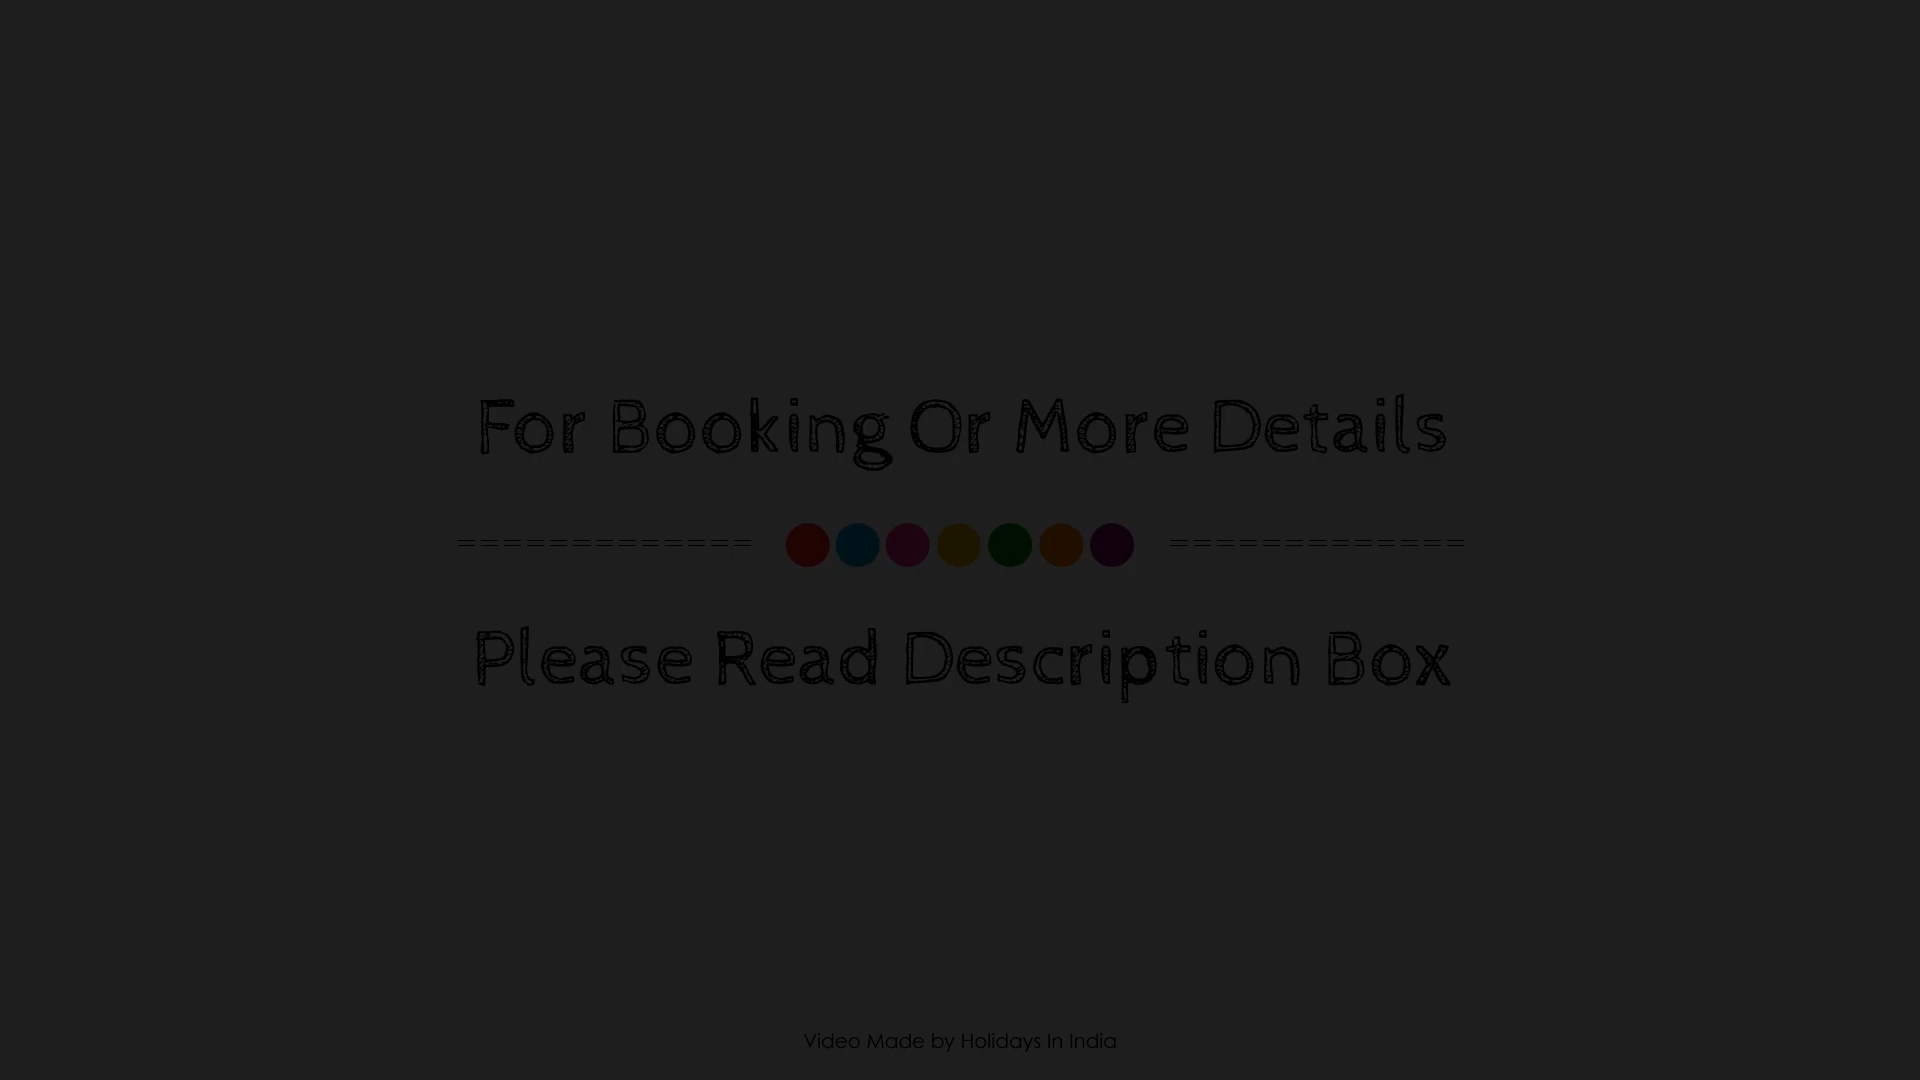 For Booking Or More Details
============= =============
Please Read Description Box
Video Made by Holidays In India